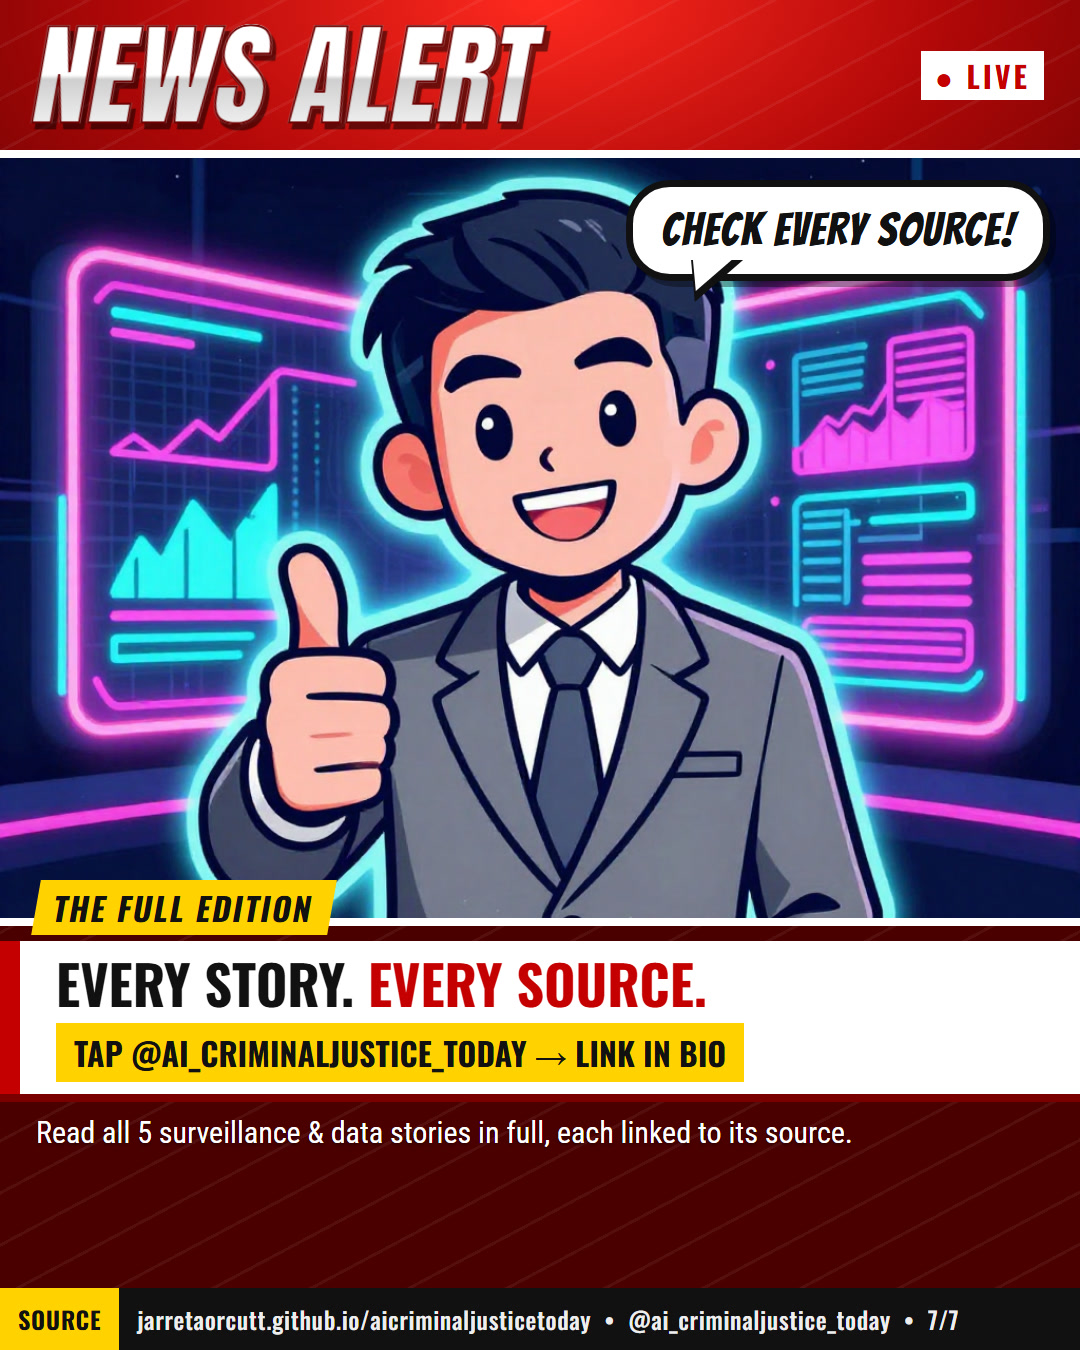 NEWS ALERT
● LIVE
CHECK EVERY SOURCE!
THE FULL EDITION
EVERY STORY. EVERY SOURCE.
TAP @AI_CRIMINALJUSTICE_TODAY → LINK IN BIO
Read all 5 surveillance & data stories in full, each linked to its source.
SOURCE jarretaorcutt.github.io/aicriminaljusticetoday • @ai_criminaljustice_today • 7/7